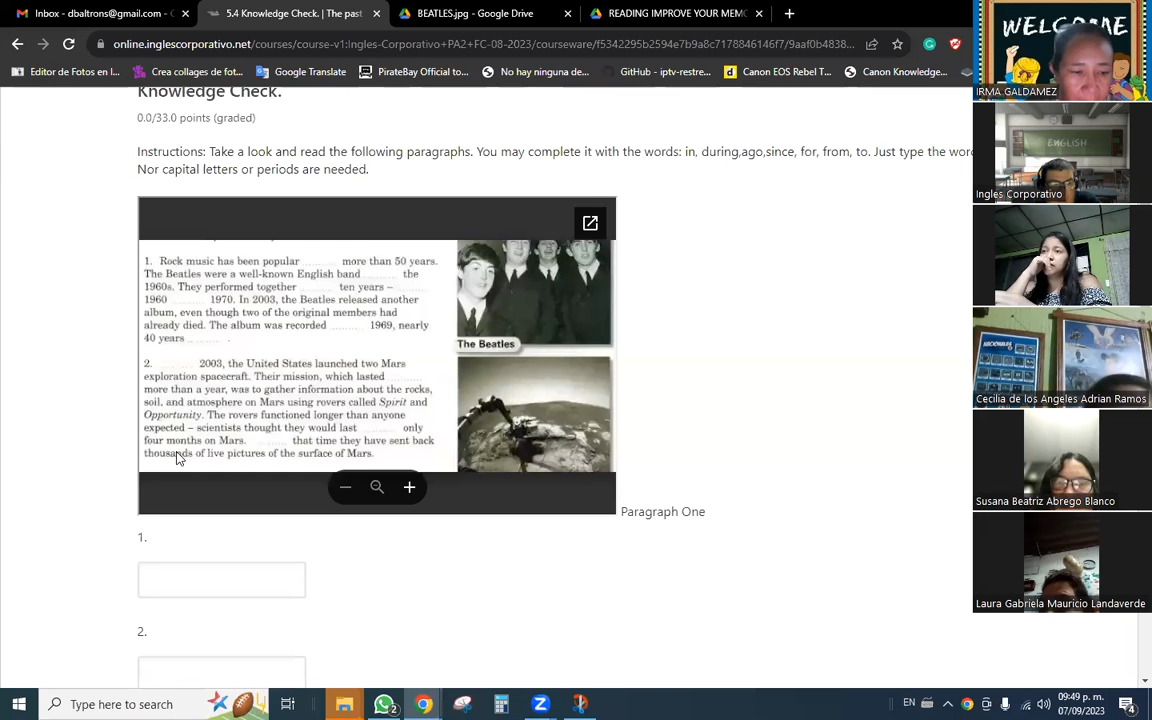 Inbox - dbaltrons@gmail.com -
5.4 Knowledge Check. | The past
BEATLES.jpg - Google Drive
READING IMPROVE YOUR MEM
online.inglescorporativo.net/courses/course-v1:Ingles-Corporativo+PA2+FC-08-2023/courseware/f5342295b2594e7b9a8c7178846146f7/9aaf0b4838...
Editor de Fotos en l...
Crea collages de fot...
Google Translate
PirateBay Official to...
No hay ninguna de...
GitHub - iptv-restre...
Canon EOS Rebel T...
Canon Knowledge...
Knowledge Check.
0.0/33.0 points (graded)
Instructions: Take a look and read the following paragraphs. You may complete it with the words: in, during,ago,since, for, from, to. Just type the word
Nor capital letters or periods are needed.
1. Rock music has been popular ........ more than 50 years.
The Beatles were a well-known English band ........ the
1960s. They performed together ........ ten years – ........
1960 ........ 1970. In 2003, the Beatles released another
album, even though two of the original members had
already died. The album was recorded ........ 1969, nearly
40 years ........ .
The Beatles
2. ........ 2003, the United States launched two Mars
exploration spacecraft. Their mission, which lasted ........
more than a year, was to gather information about the rocks,
soil, and atmosphere on Mars using rovers called Spirit and
Opportunity. The rovers functioned longer than anyone
expected – scientists thought they would last ........ only
four months on Mars. ........ that time they have sent back
thousands of live pictures of the surface of Mars.
Paragraph One
1.
2.
WELCOME
IRMA GALDAMEZ
ENGLISH
Ingles Corporativo
Cecilia de los Angeles Adrian Ramos
Susana Beatriz Abrego Blanco
Laura Gabriela Mauricio Landaverde
Type here to search
2
EN
09:49 p. m.
07/09/2023
4